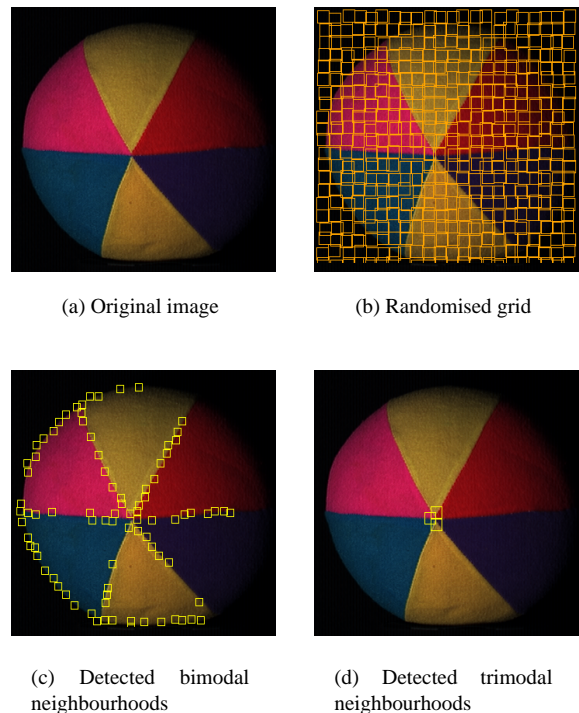 (a) Original image
(b) Randomised grid
(c) Detected bimodal
neighbourhoods
(d) Detected trimodal
neighbourhoods